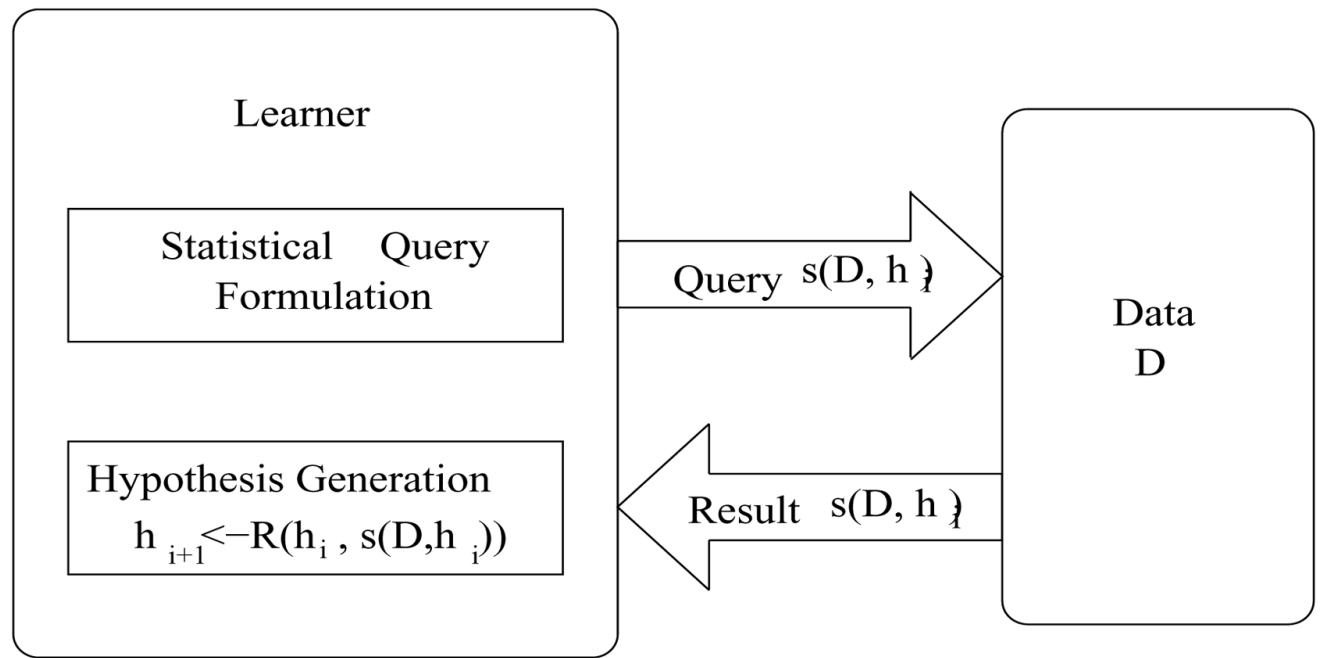 Learner
Statistical Query
Formulation
Query s(D, h i)
Data
D
Hypothesis Generation
h i+1<−R(h i , s(D,h i))
Result s(D, h i)